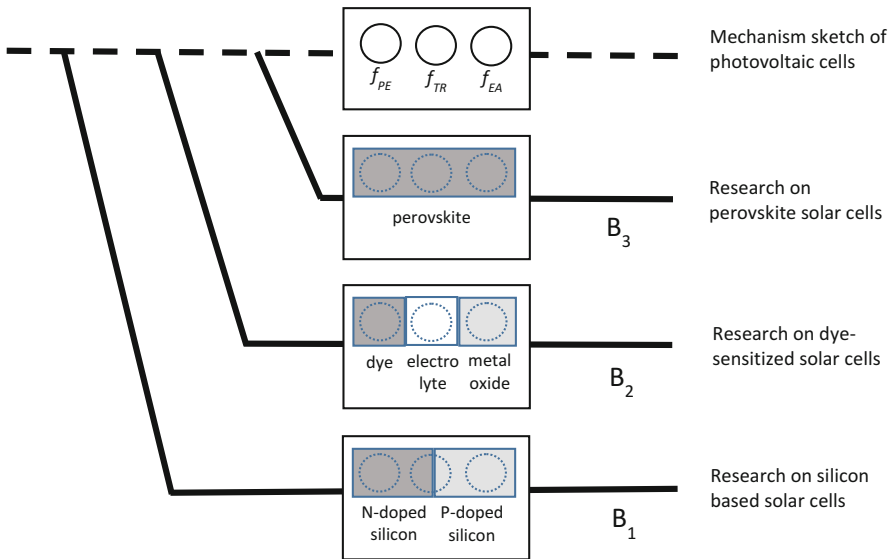 f_PE f_TR f_EA
Mechanism sketch of
photovoltaic cells
perovskite
B_3
Research on
perovskite solar cells
dye electro metal
lyte oxide
B_2
Research on dye-
sensitized solar cells
N-doped P-doped
silicon silicon
B_1
Research on silicon
based solar cells